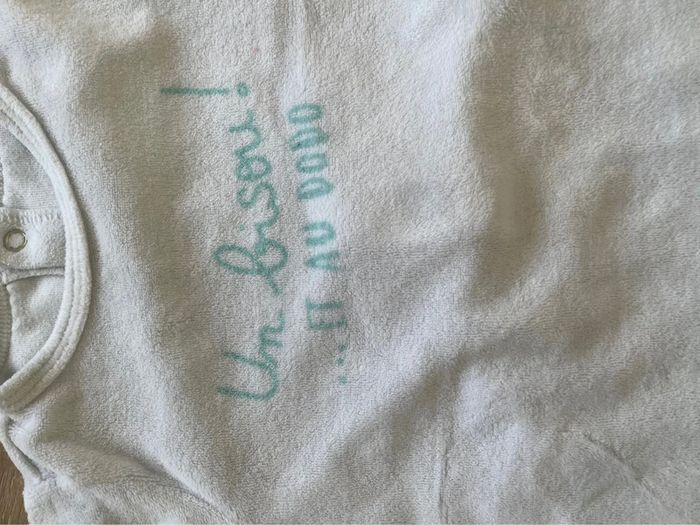 Un bisou!
... ET AU DODO